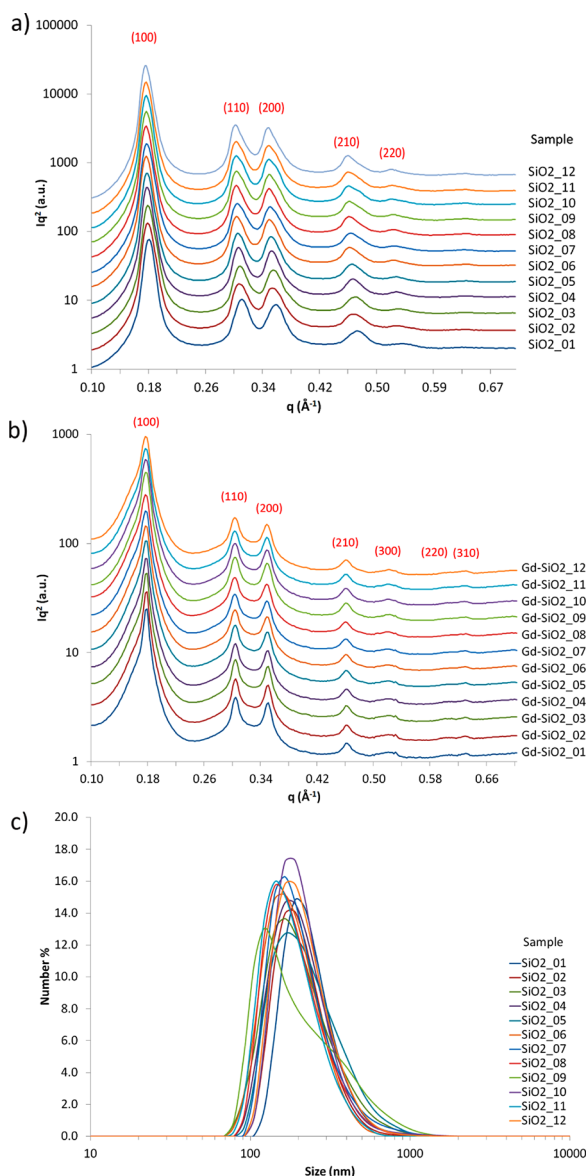 a)
(100)
(110) (200)
(210)
(220)
Sample
SiO2_12
SiO2_11
SiO2_10
SiO2_09
SiO2_08
SiO2_07
SiO2_06
SiO2_05
SiO2_04
SiO2_03
SiO2_02
SiO2_01
Iq² (a.u.)
100000
10000
1000
100
10
1
0.10 0.18 0.26 0.34 0.42 0.50 0.59 0.67
q (Å⁻¹)
b)
(100)
(110)
(200)
(210)
(300)
(220)
(310)
Gd-SiO2_12
Gd-SiO2_11
Gd-SiO2_10
Gd-SiO2_09
Gd-SiO2_08
Gd-SiO2_07
Gd-SiO2_06
Gd-SiO2_05
Gd-SiO2_04
Gd-SiO2_03
Gd-SiO2_02
Gd-SiO2_01
Iq² (a.u.)
1000
100
10
1
0.10 0.18 0.26 0.34 0.42 0.50 0.58 0.66
q (Å⁻¹)
c)
20.0
18.0
16.0
14.0
12.0
10.0
8.0
6.0
4.0
2.0
0.0
Number %
Sample
SiO2_01
SiO2_02
SiO2_03
SiO2_04
SiO2_05
SiO2_06
SiO2_07
SiO2_08
SiO2_09
SiO2_10
SiO2_11
SiO2_12
10 100 1000 10000
Size (nm)